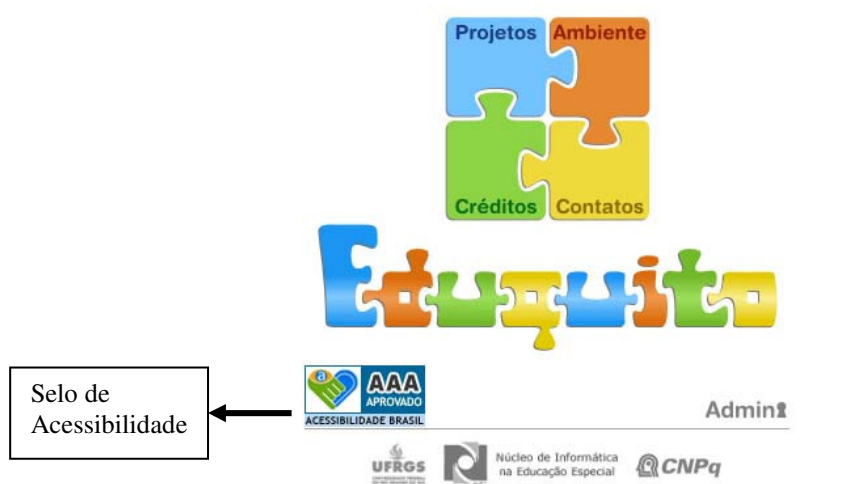 Projetos Ambiente
Créditos Contatos
Eduquito
Selo de
Acessibilidade
a
AAA
APROVADO
ACESSIBILIDADE BRASIL
Admin
UFRGS
Núcleo de Informática
na Educação Especial
CNPq